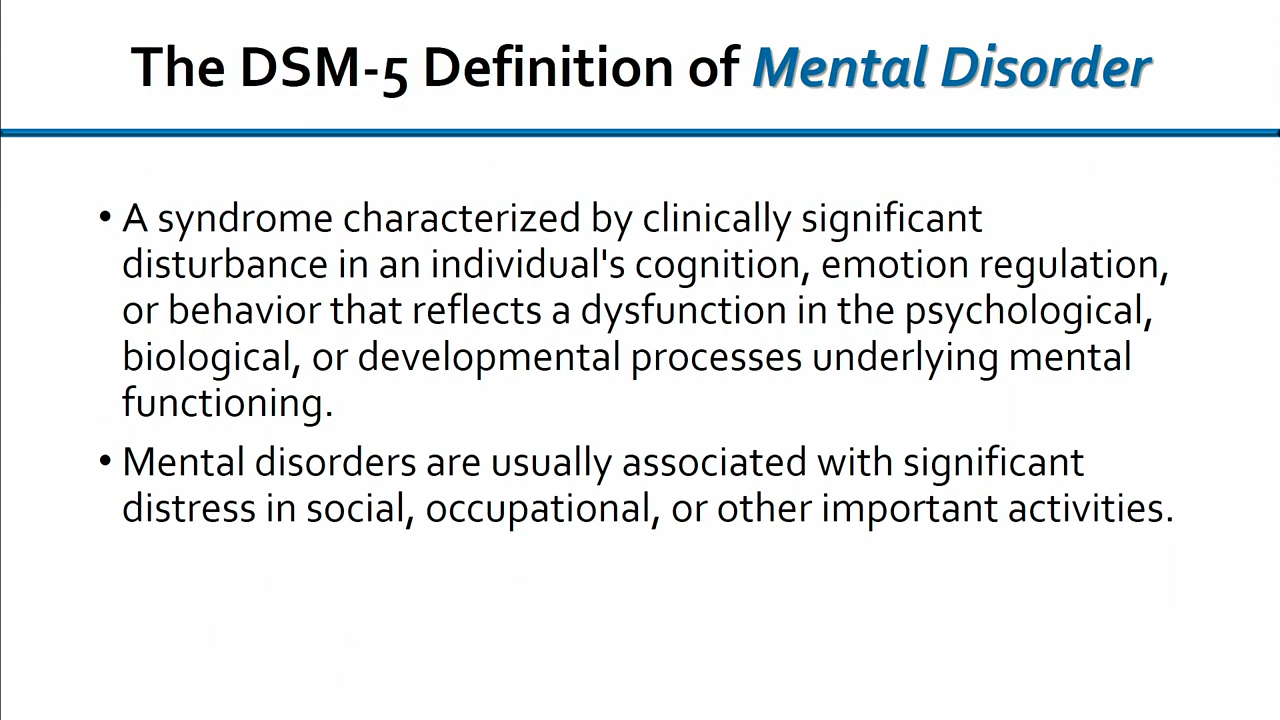 The DSM-5 Definition of Mental Disorder
• A syndrome characterized by clinically significant
disturbance in an individual's cognition, emotion regulation,
or behavior that reflects a dysfunction in the psychological,
biological, or developmental processes underlying mental
functioning.
• Mental disorders are usually associated with significant
distress in social, occupational, or other important activities.